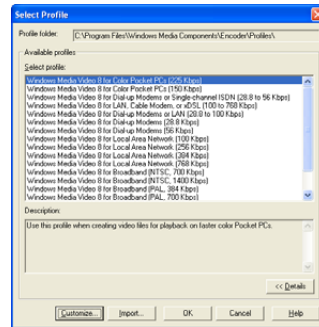 Select Profile
Profile folder: C:\Program Files\Windows Media Components\Encoder\Profiles\
Available profiles
Select profile:
Windows Media Video 8 for Color Pocket PCs (225 Kbps)
Windows Media Video 8 for Color Pocket PCs (150 Kbps)
Windows Media Video 8 for Dial-up Modems or Single-channel ISDN (28.8 to 56 Kbps)
Windows Media Video 8 for LAN, Cable Modem, or xDSL (100 to 768 Kbps)
Windows Media Video 8 for Dial-up Modems or LAN (28.8 to 100 Kbps)
Windows Media Video 8 for Dial-up Modems (28.8 Kbps)
Windows Media Video 8 for Dial-up Modems (56 Kbps)
Windows Media Video 8 for Local Area Network (100 Kbps)
Windows Media Video 8 for Local Area Network (256 Kbps)
Windows Media Video 8 for Local Area Network (384 Kbps)
Windows Media Video 8 for Local Area Network (768 Kbps)
Windows Media Video 8 for Broadband (NTSC, 700 Kbps)
Windows Media Video 8 for Broadband (NTSC, 1400 Kbps)
Windows Media Video 8 for Broadband (PAL, 384 Kbps)
Windows Media Video 8 for Broadband (PAL, 700 Kbps)
Description:
Use this profile when creating video files for playback on faster color Pocket PCs.
<< Details
Customize... Import... OK Cancel Help